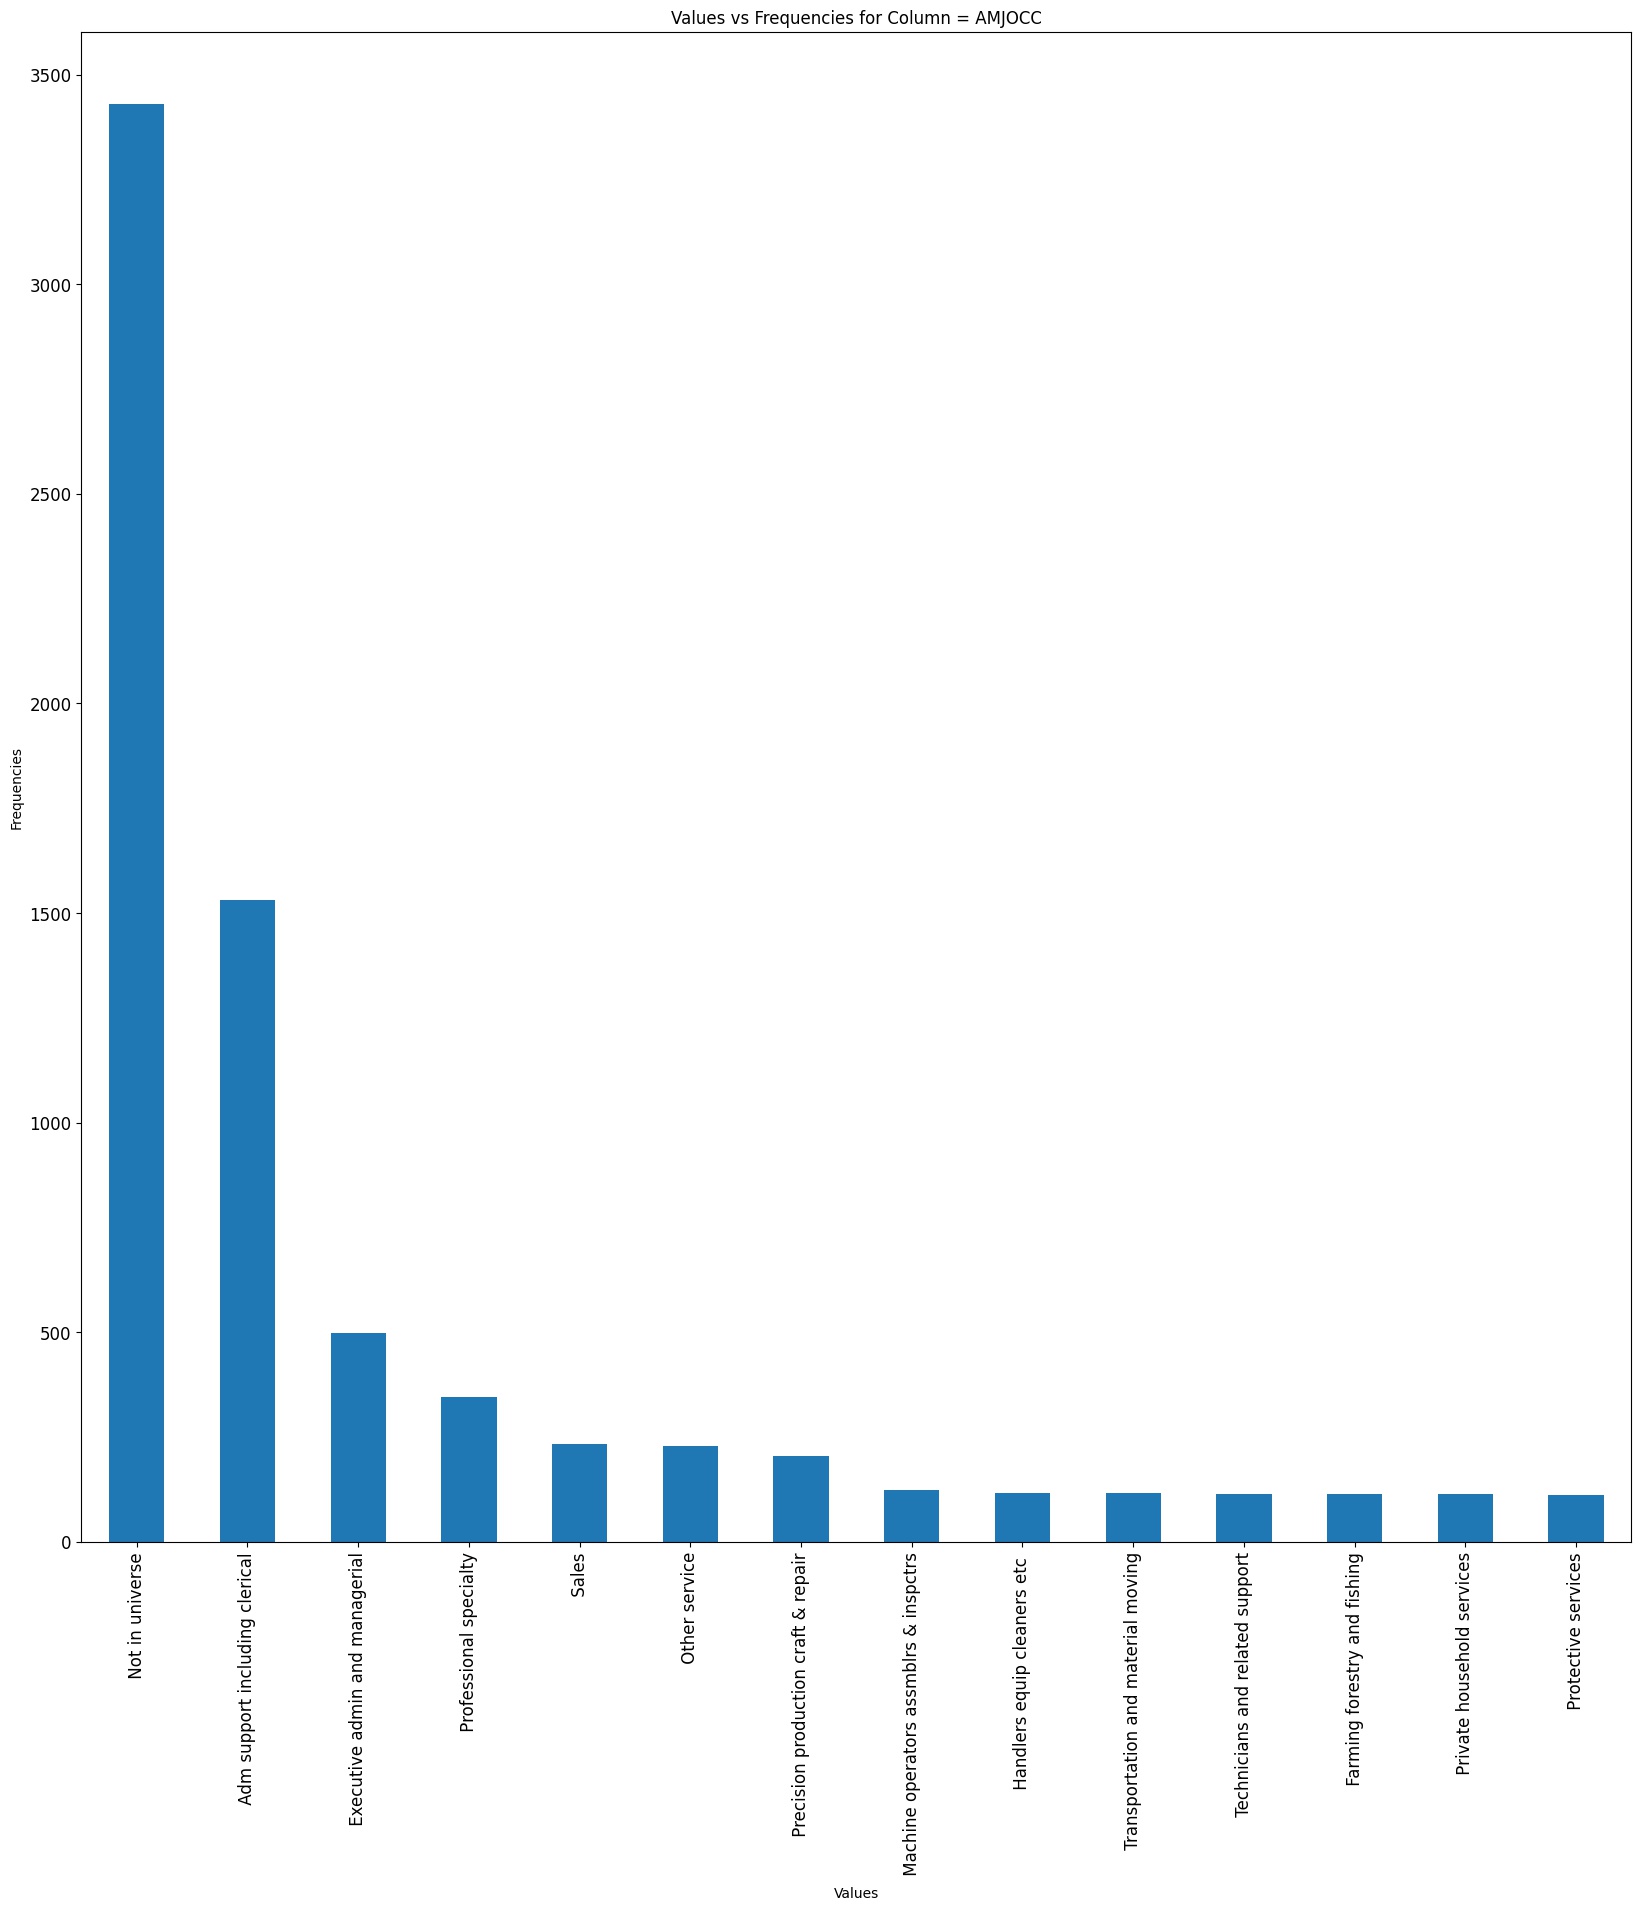 Values vs Frequencies for Column = AMJOCC
3500
3000
2500
2000
1500
1000
500
0
Frequencies
Not in universe
Adm support including clerical
Executive admin and managerial
Professional specialty
Sales
Other service
Precision production craft & repair
Machine operators assmblrs & inspctrs
Handlers equip cleaners etc
Transportation and material moving
Technicians and related support
Farming forestry and fishing
Private household services
Protective services
Values